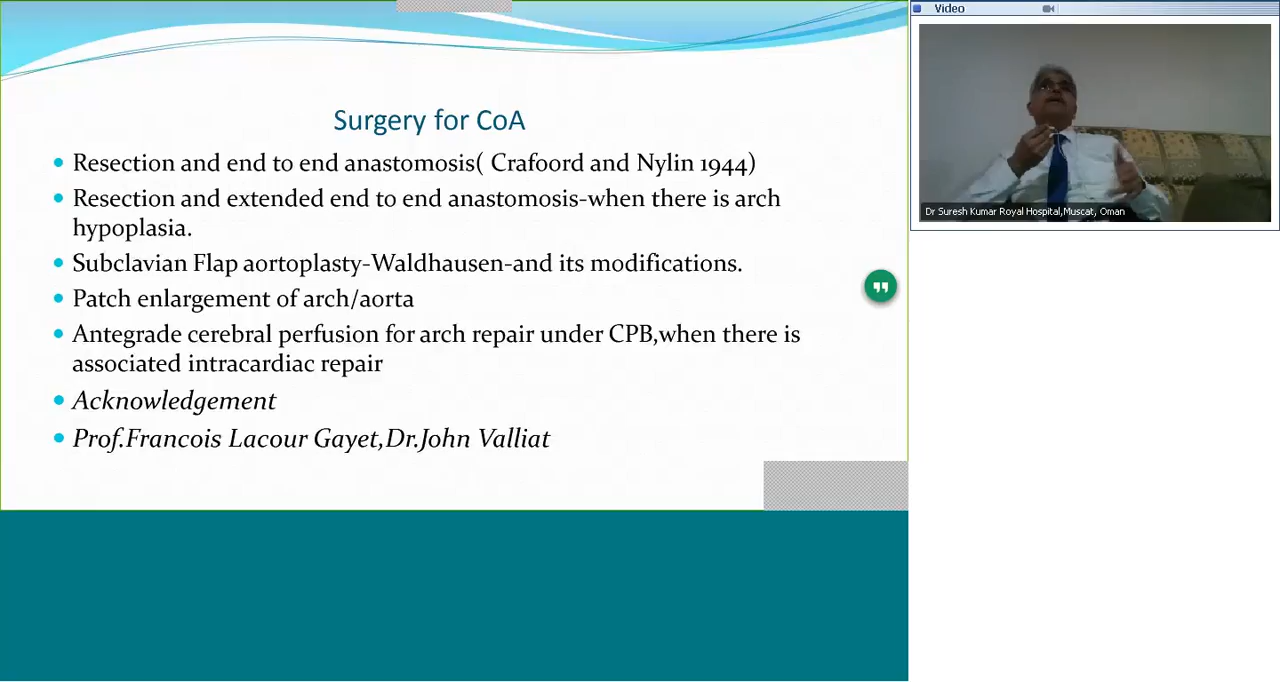 Video
Surgery for CoA
Resection and end to end anastomosis( Crafoord and Nylin 1944)
Resection and extended end to end anastomosis-when there is arch
hypoplasia.
Subclavian Flap aortoplasty-Waldhausen-and its modifications.
Patch enlargement of arch/aorta
Antegrade cerebral perfusion for arch repair under CPB,when there is
associated intracardiac repair
Acknowledgement
Prof.Francois Lacour Gayet,Dr.John Valliat
Dr Suresh Kumar Royal Hospital,Muscat, Oman